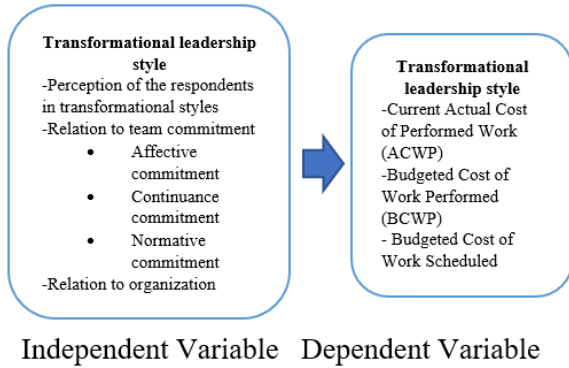 Transformational leadership
style
-Perception of the respondents
in transformational styles
-Relation to team commitment
• Affective
commitment
• Continuance
commitment
• Normative
commitment
-Relation to organization
Transformational
leadership style
-Current Actual Cost
of Performed Work
(ACWP)
-Budgeted Cost of
Work Performed
(BCWP)
- Budgeted Cost of
Work Scheduled
Independent Variable
Dependent Variable